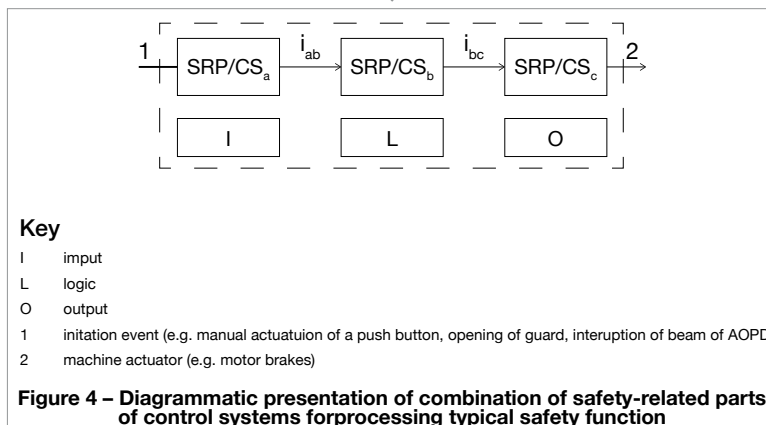 1
SRP/CSa
iab
SRP/CSb
ibc
SRP/CSc
2
I
L
O
Key
I imput
L logic
O output
1 initation event (e.g. manual actuatuion of a push button, opening of guard, interuption of beam of AOPD
2 machine actuator (e.g. motor brakes)
Figure 4 – Diagrammatic presentation of combination of safety-related parts
of control systems forprocessing typical safety function